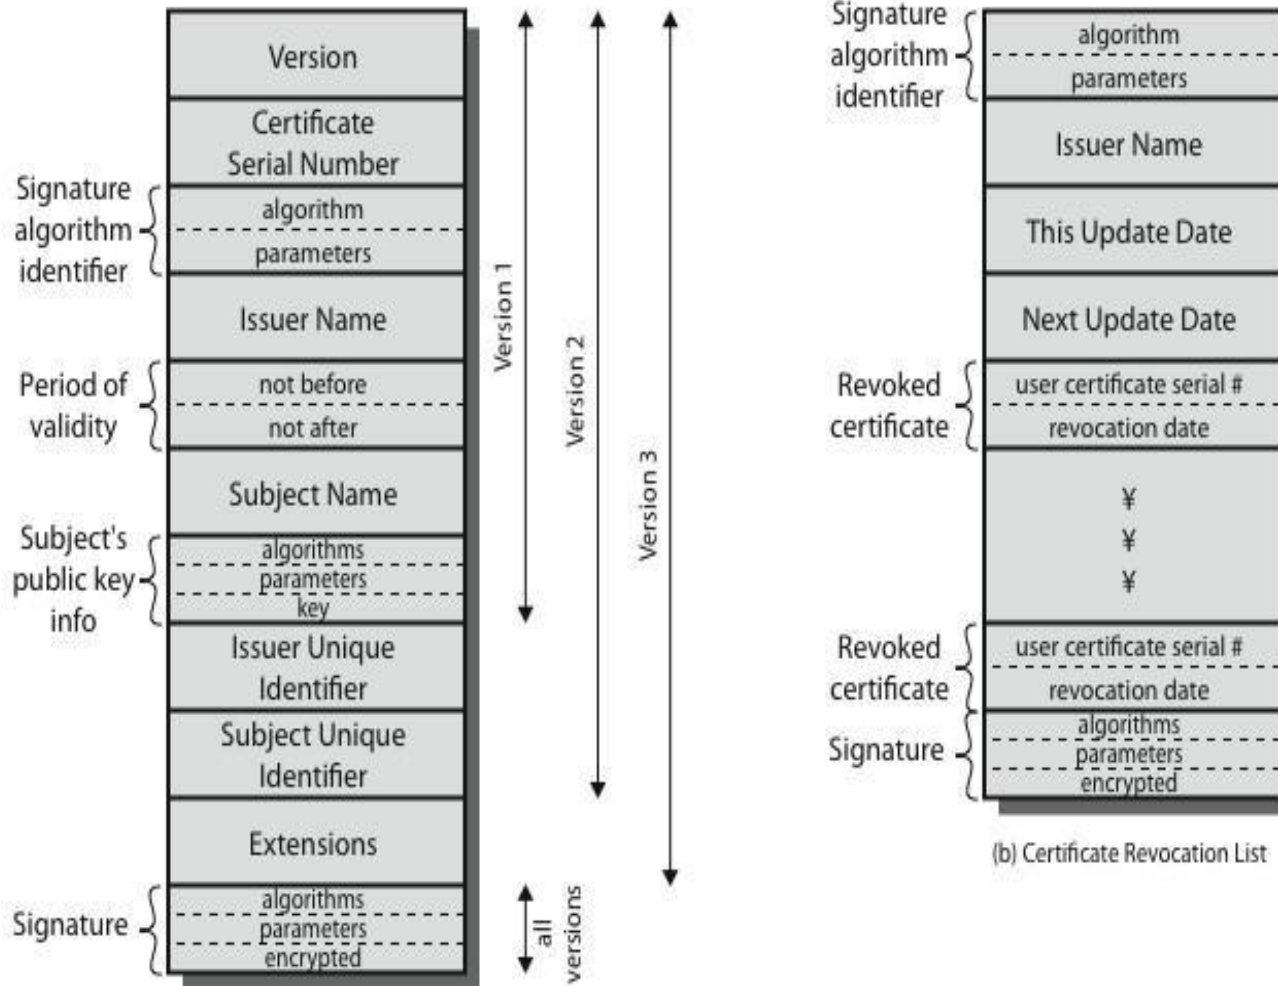 Version
Certificate
Serial Number
Signature
algorithm
identifier
algorithm
parameters
Issuer Name
Period of
validity
not before
not after
Subject Name
Subject's
public key
info
algorithms
parameters
key
Issuer Unique
Identifier
Subject Unique
Identifier
Extensions
Signature
algorithms
parameters
encrypted
Version 1
Version 2
Version 3
all
versions
Signature
algorithm
identifier
algorithm
parameters
Issuer Name
This Update Date
Next Update Date
Revoked
certificate
user certificate serial #
revocation date
¥
¥
¥
Revoked
certificate
user certificate serial #
revocation date
Signature
algorithms
parameters
encrypted
(b) Certificate Revocation List